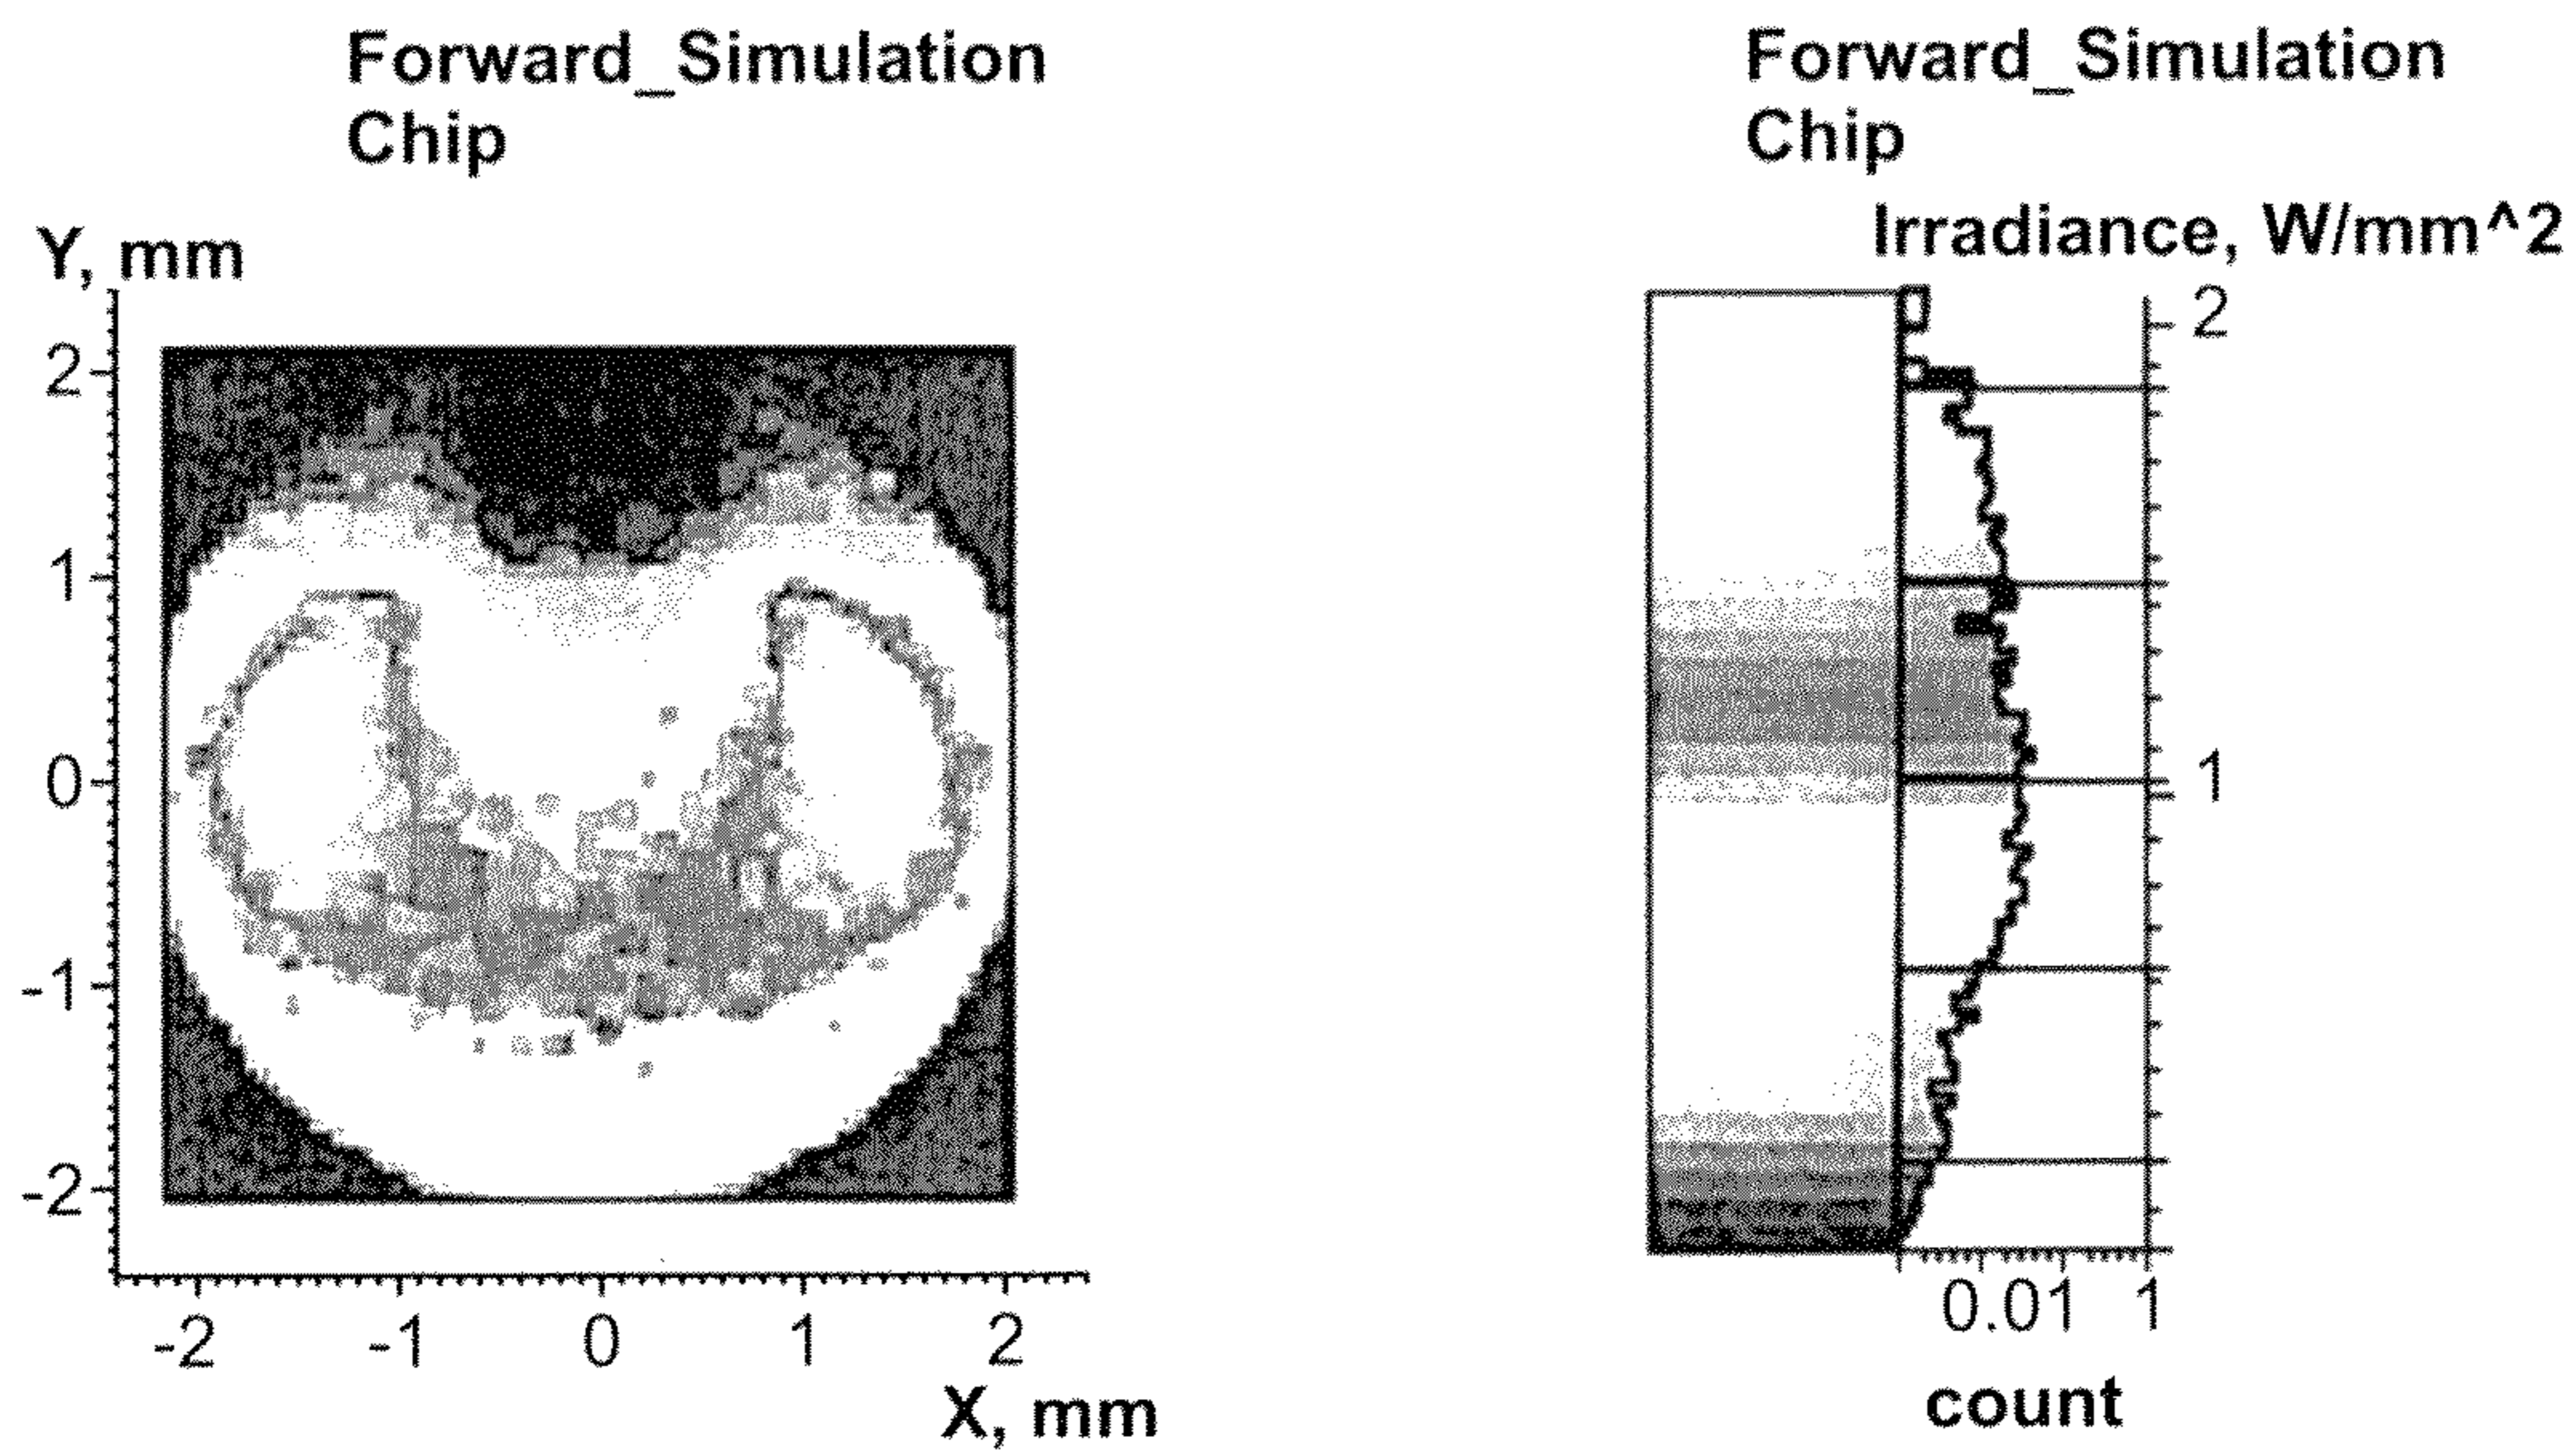 Forward_Simulation
Chip
Y, mm
2
1
0
-1
-2
-2 -1 0 1 2
X, mm
Forward_Simulation
Chip
Irradiance, W/mm^2
2
1
0.01 1
count